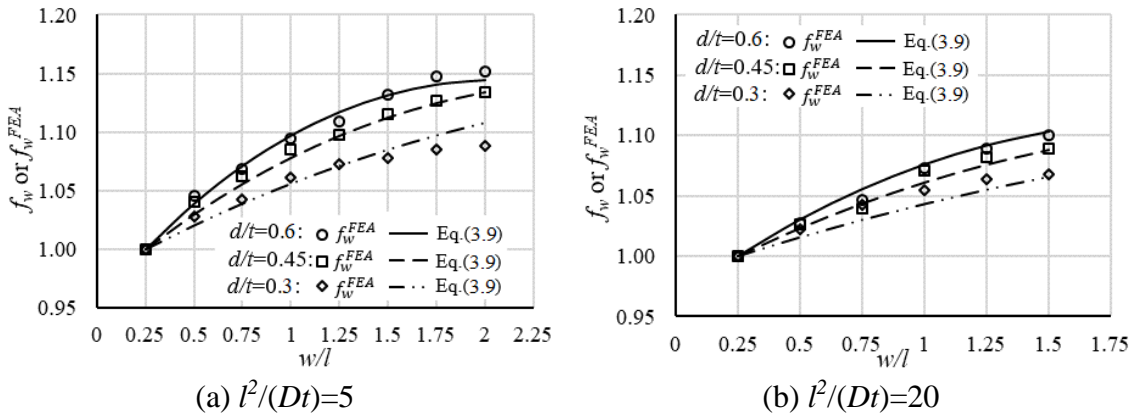 1.20
1.15
1.10
1.05
1.00
0.95
f_w or f_w^FEA
d/t=0.6: f_w^FEA Eq.(3.9)
d/t=0.45: f_w^FEA Eq.(3.9)
d/t=0.3: f_w^FEA Eq.(3.9)
0 0.25 0.5 0.75 1 1.25 1.5 1.75 2 2.25
w/l
(a) l²/(Dt)=5
1.20
1.15
1.10
1.05
1.00
0.95
f_w or f_w^FEA
d/t=0.6: f_w^FEA Eq.(3.9)
d/t=0.45: f_w^FEA Eq.(3.9)
d/t=0.3: f_w^FEA Eq.(3.9)
0 0.25 0.5 0.75 1 1.25 1.5 1.75
w/l
(b) l²/(Dt)=20